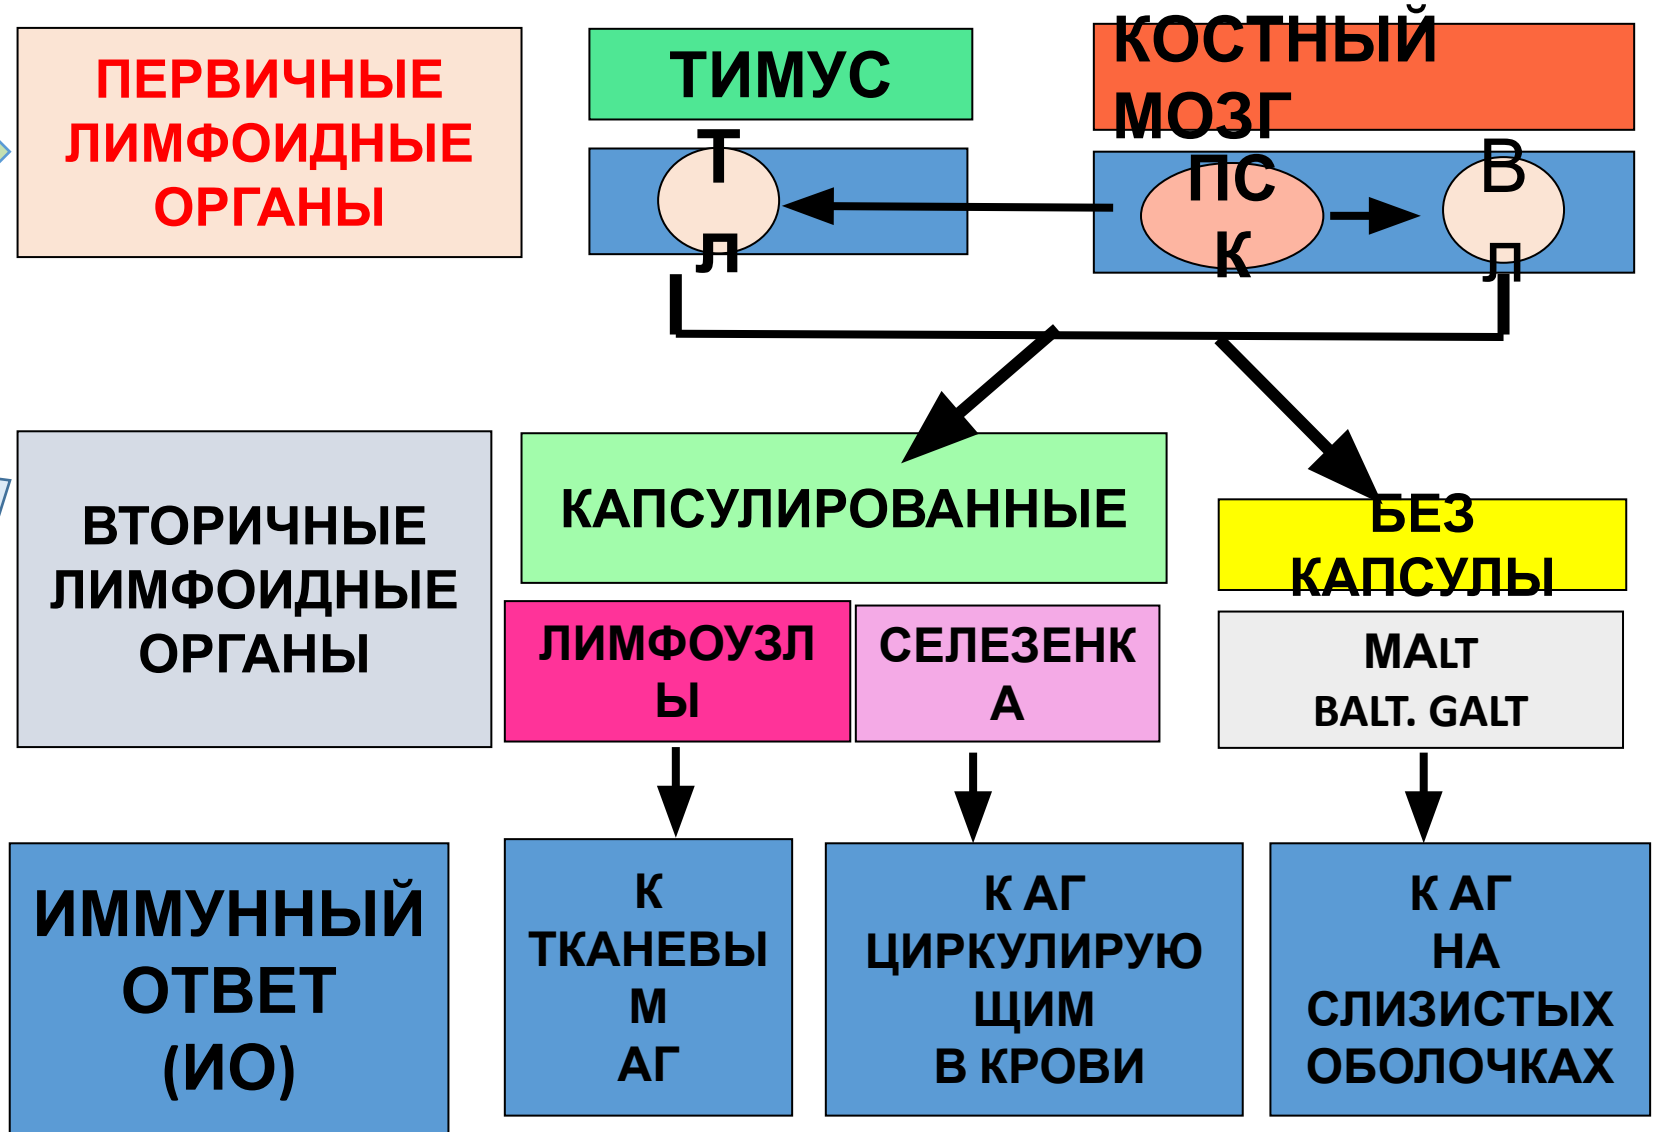 ПЕРВИЧНЫЕ
ЛИМФОИДНЫЕ
ОРГАНЫ
ТИМУС
КОСТНЫЙ
МОЗГ
Т
л
ПС
К
В
л
ВТОРИЧНЫЕ
ЛИМФОИДНЫЕ
ОРГАНЫ
КАПСУЛИРОВАННЫЕ
БЕЗ
КАПСУЛЫ
ЛИМФОУЗЛ
Ы
СЕЛЕЗЕНК
А
MALT
BALT. GALT
ИММУННЫЙ
ОТВЕТ
(ИО)
К
ТКАНЕВЫ
М
АГ
К АГ
ЦИРКУЛИРУЮ
ЩИМ
В КРОВИ
К АГ
НА
СЛИЗИСТЫХ
ОБОЛОЧКАХ